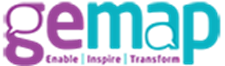 gemap
Enable | Inspire | Transform